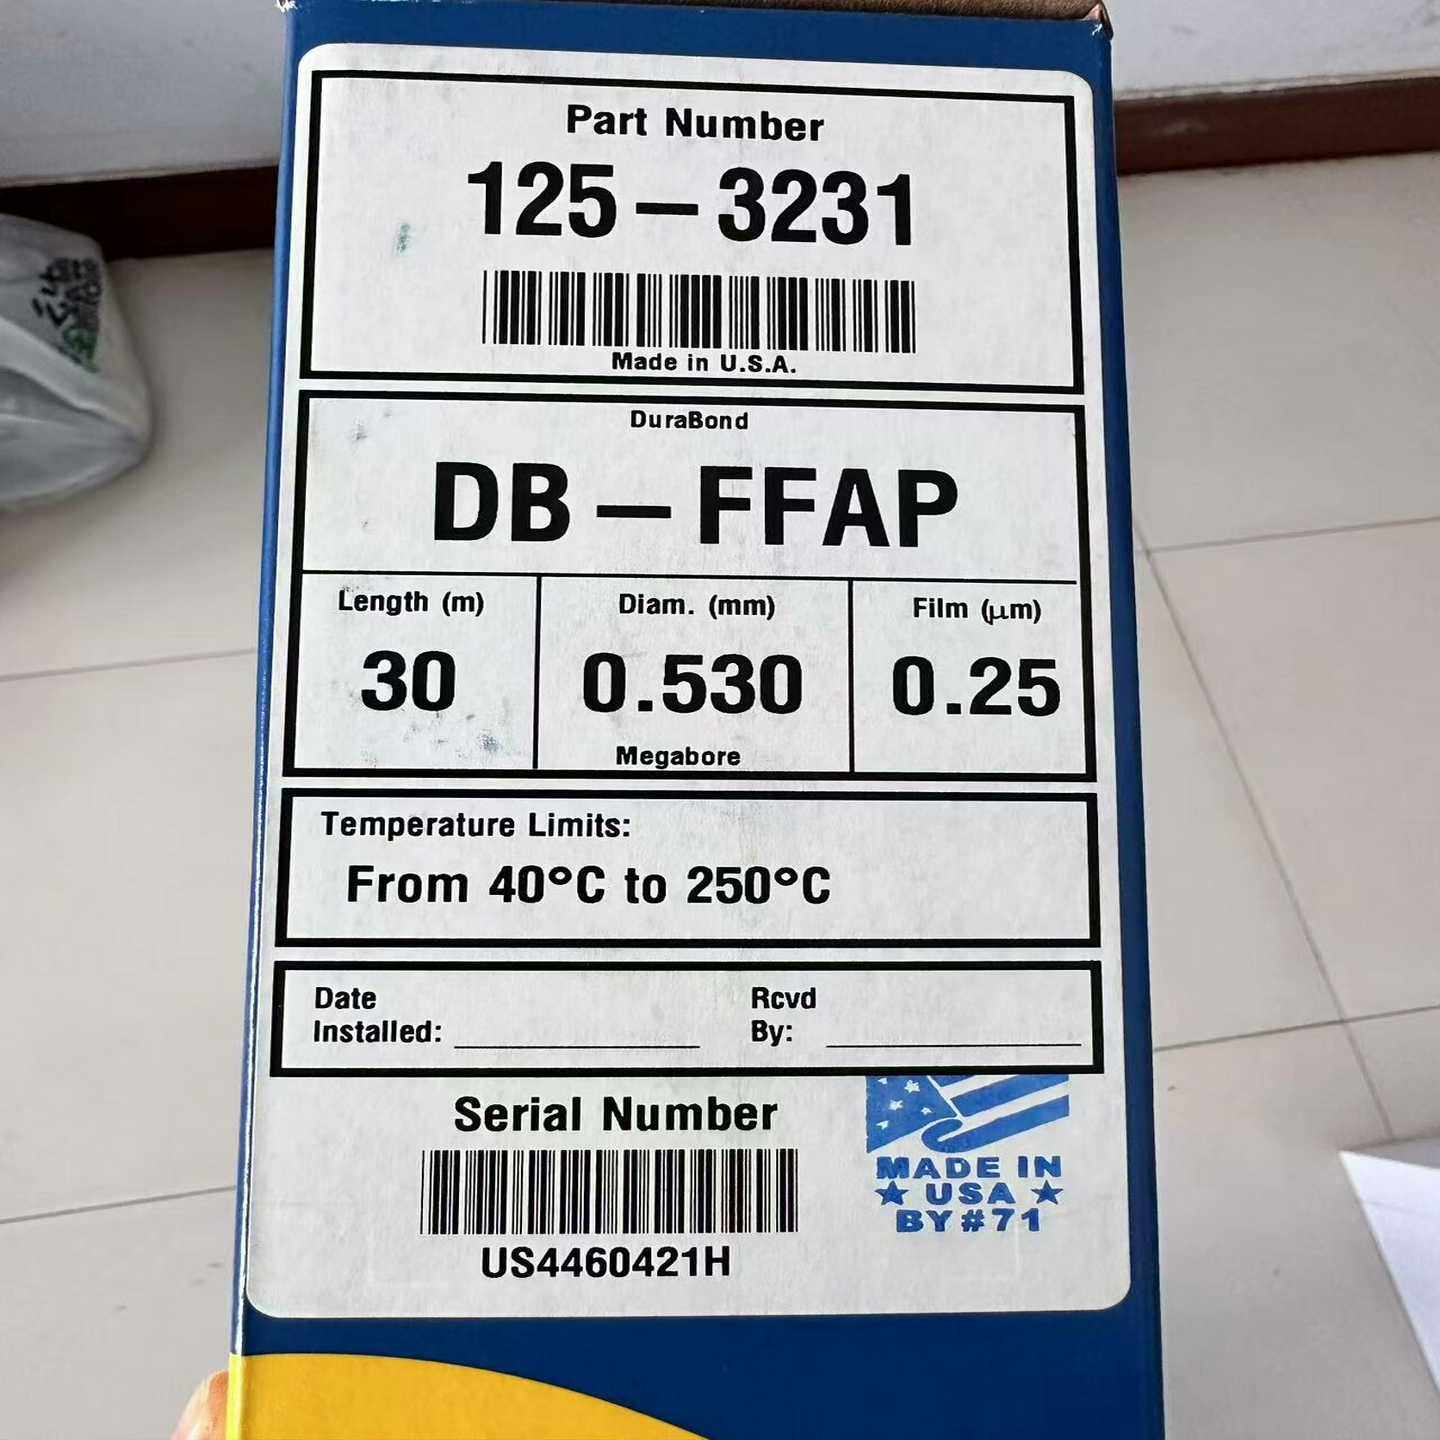 Part Number
125-3231
Made in U.S.A.
DuraBond
DB-FFAP
Length (m) Diam. (mm) Film (μm)
30 0.530 0.25
Megabore
Temperature Limits:
From 40°C to 250°C
Date Rcvd
Installed: By:
Serial Number
US4460421H
MADE IN
★ USA ★
BY#71